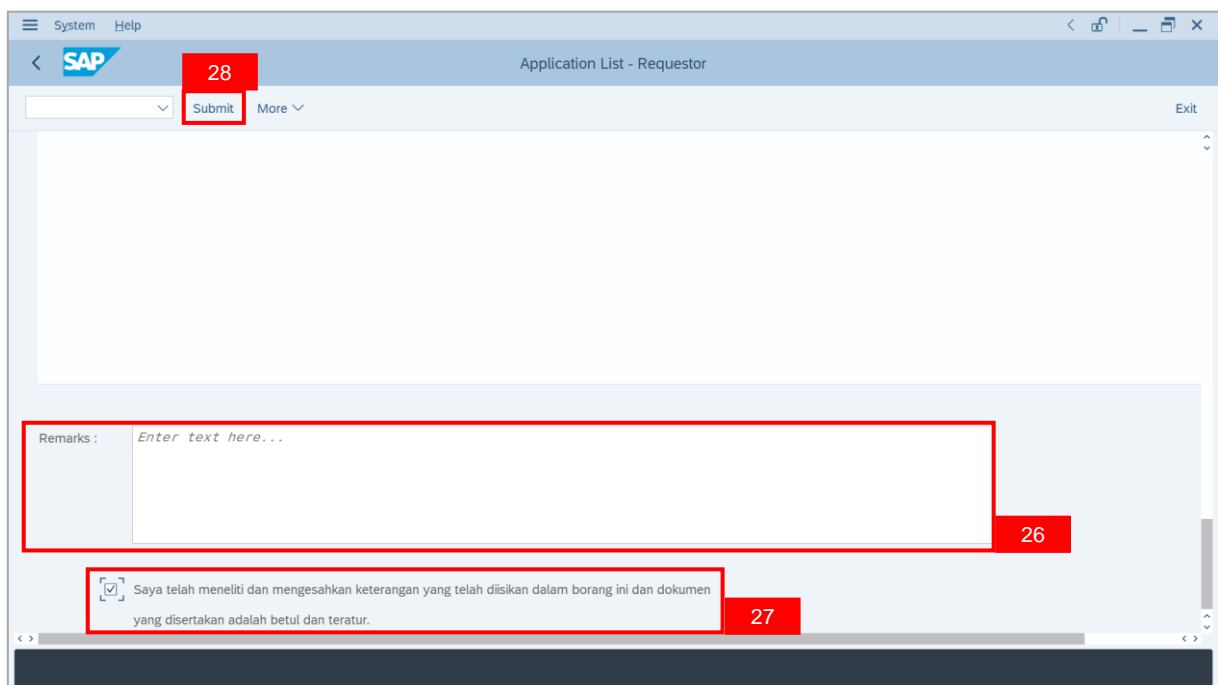 System Help
SAP
Application List - Requestor
28
Submit More
Exit
Remarks :
Enter text here...
26
Saya telah meneliti dan mengesahkan keterangan yang telah diisikan dalam borang ini dan dokumen
yang disertakan adalah betul dan teratur.
27